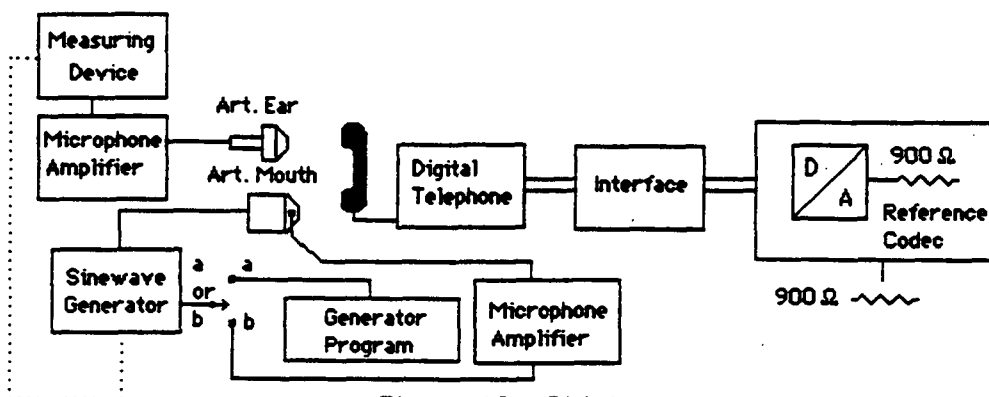 Measuring
Device
Art. Ear
Microphone
Amplifier
Art. Mouth
Digital
Telephone
Interface
D
A
900 Ω
Reference
Codec
Sinewave
Generator
a
or
b
a
b
Generator
Program
Microphone
Amplifier
900 Ω